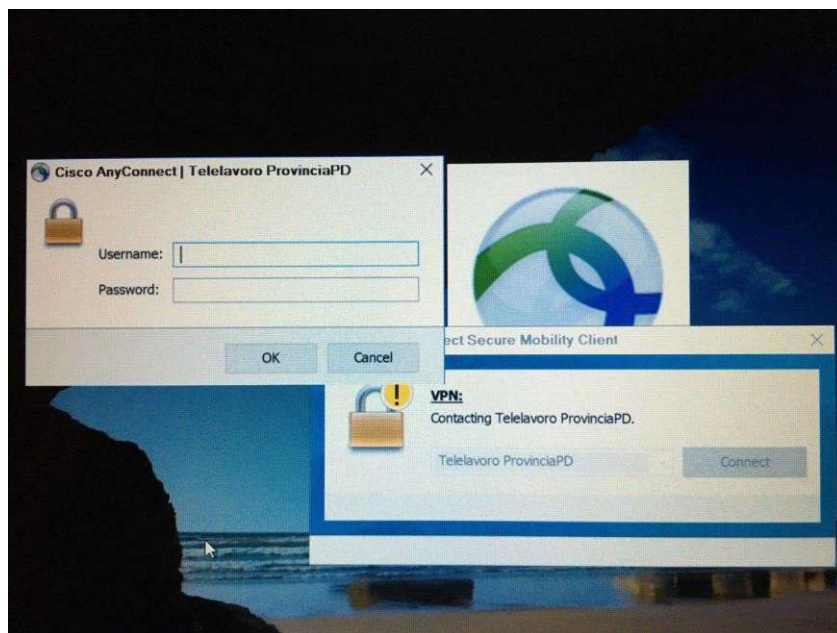 Cisco AnyConnect | Telelavoro ProvinciaPD
Username:
Password:
OK Cancel
ect Secure Mobility Client
VPN:
Contacting Telelavoro ProvinciaPD.
Telelavoro ProvinciaPD
Connect